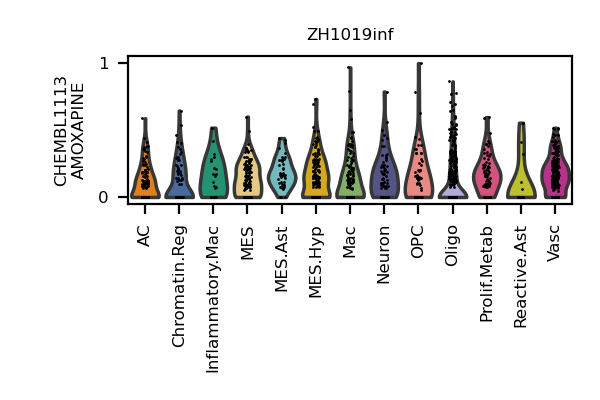 ZH1019inf
CHEMBL1113
AMOXAPINE
1
0
AC
Chromatin.Reg
Inflammatory.Mac
MES
MES.Ast
MES.Hyp
Mac
Neuron
OPC
Oligo
Prolif.Metab
Reactive.Ast
Vasc